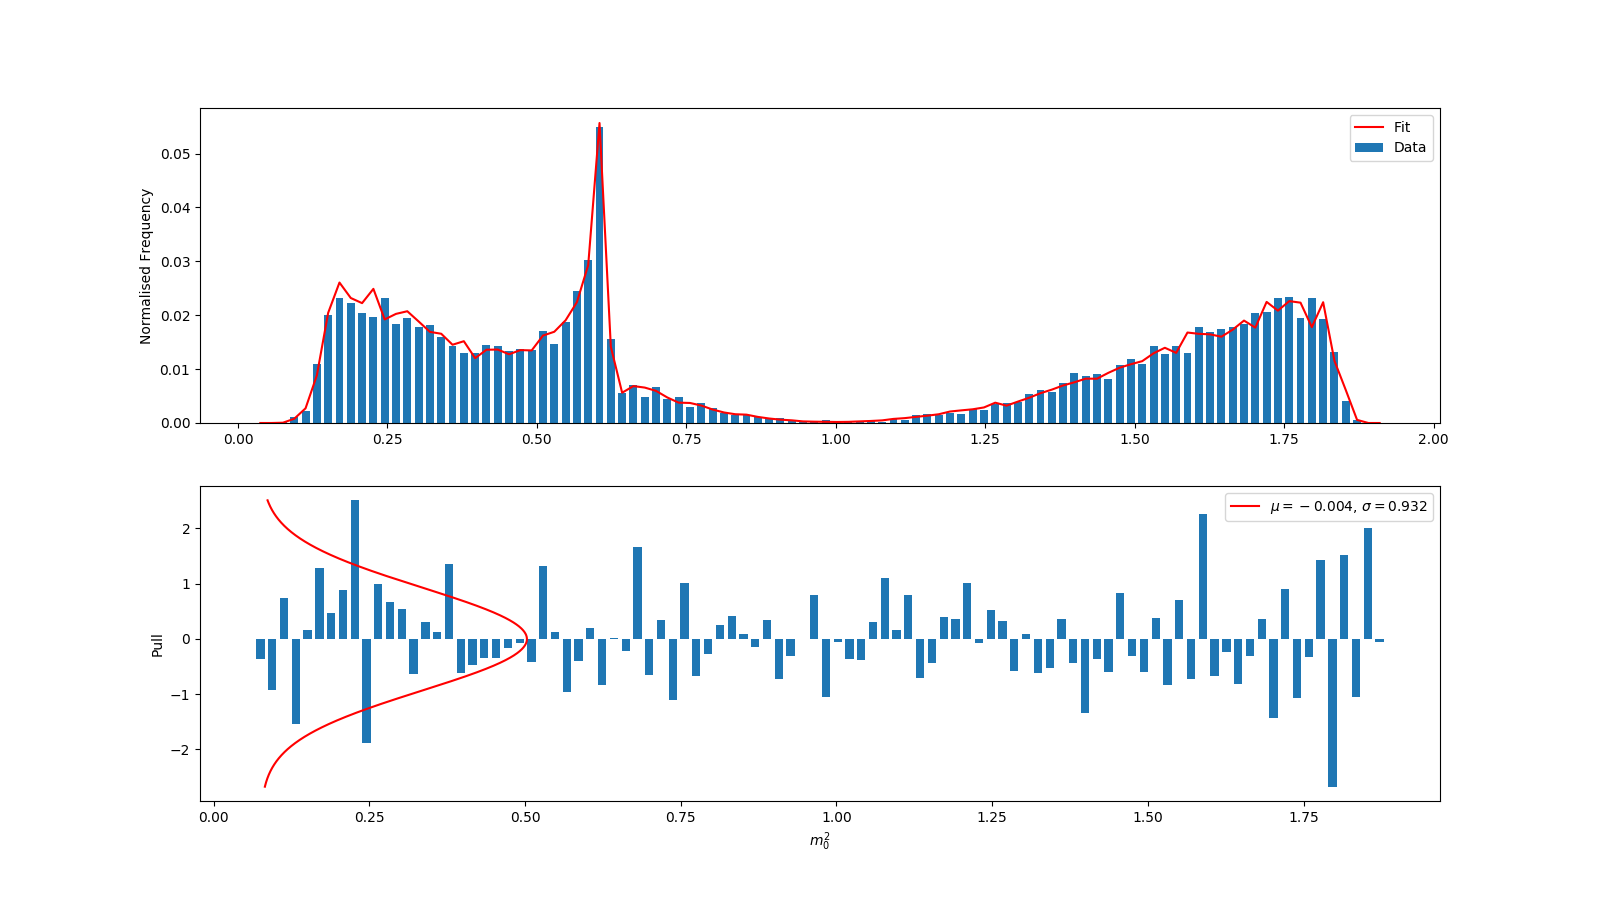 Normalised Frequency
0.05
0.04
0.03
0.02
0.01
0.00
Fit
Data
0.00 0.25 0.50 0.75 1.00 1.25 1.50 1.75 2.00
Pull
2
1
0
−1
−2
μ = − 0.004, σ = 0.932
0.00 0.25 0.50 0.75 1.00 1.25 1.50 1.75
m₀²